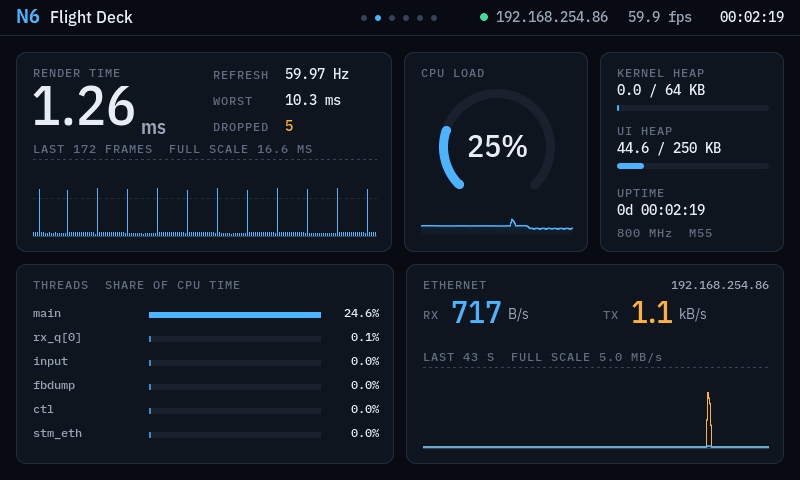 N6 Flight Deck 192.168.254.86 59.9 fps 00:02:19
RENDER TIME
1.26 ms
REFRESH 59.97 Hz
WORST 10.3 ms
DROPPED 5
LAST 172 FRAMES FULL SCALE 16.6 MS
CPU LOAD
25%
KERNEL HEAP
0.0 / 64 KB
UI HEAP
44.6 / 250 KB
UPTIME
0d 00:02:19
800 MHz M55
THREADS SHARE OF CPU TIME
main 24.6%
rx_q[0] 0.1%
input 0.0%
fbdump 0.0%
ctl 0.0%
stm_eth 0.0%
ETHERNET 192.168.254.86
RX 717 B/s TX 1.1 kB/s
LAST 43 S FULL SCALE 5.0 MB/s